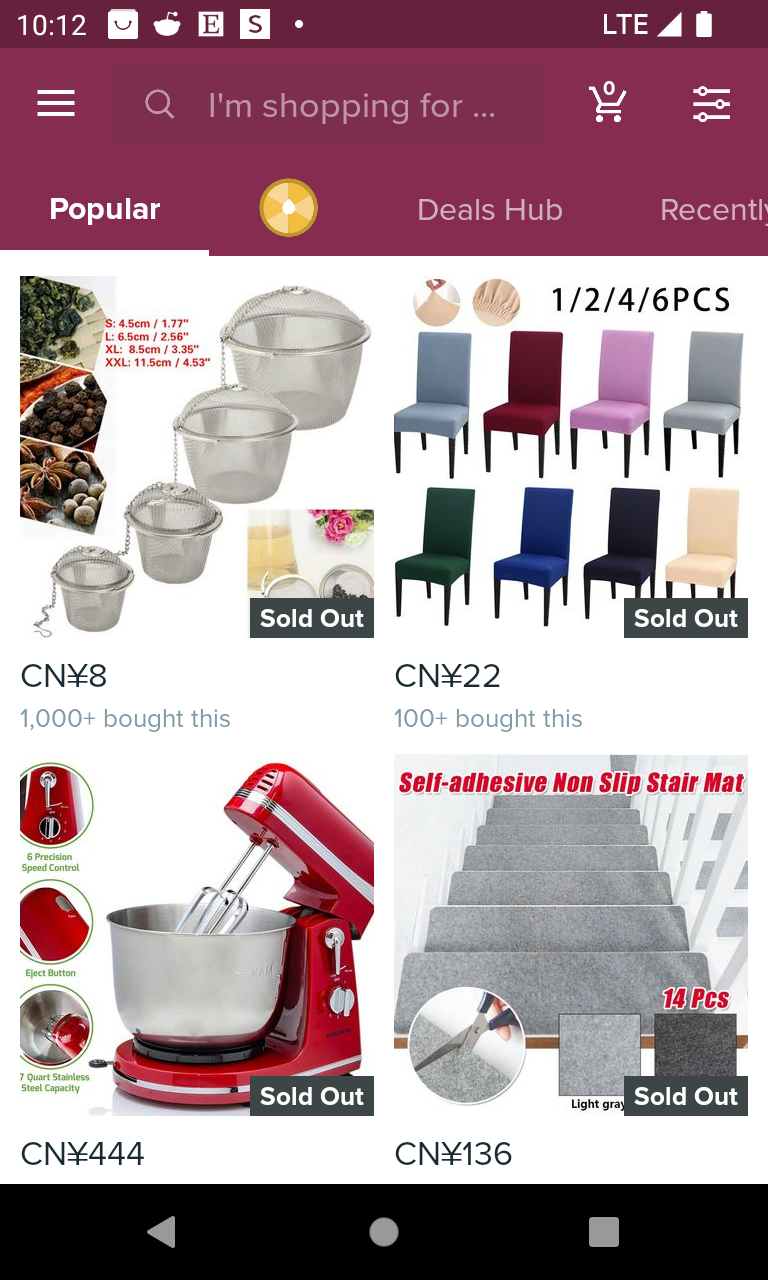 10:12
LTE
I'm shopping for ...
0
Popular
Deals Hub
Recently
S: 4.5cm / 1.77"
L: 6.5cm / 2.56"
XL: 8.5cm / 3.35"
XXL: 11.5cm / 4.53"
Sold Out
1/2/4/6PCS
Sold Out
CN¥8
1,000+ bought this
CN¥22
100+ bought this
6 Precision
Speed Control
Eject Button
7 Quart Stainless
Steel Capacity
Sold Out
Self-adhesive Non Slip Stair Mat
14 Pcs
Light gray
Sold Out
CN¥444
CN¥136